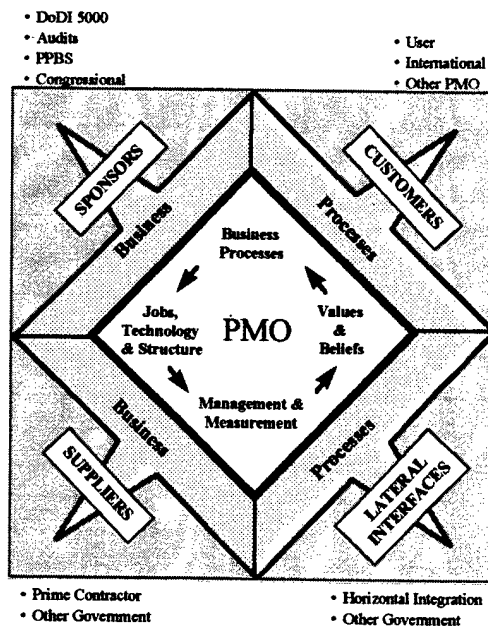 • DoDI 5000
• Audits
• PPBS
• Congressional
• User
• International
• Other PMO
SPONSORS
CUSTOMERS
Business
Processes
Business
Processes
Jobs,
Technology
& Structure
PMO
Values
&
Beliefs
Management &
Measurement
Business
Processes
SUPPLIERS
LATERAL
INTERFACES
• Prime Contractor
• Other Government
• Horizontal Integration
• Other Government